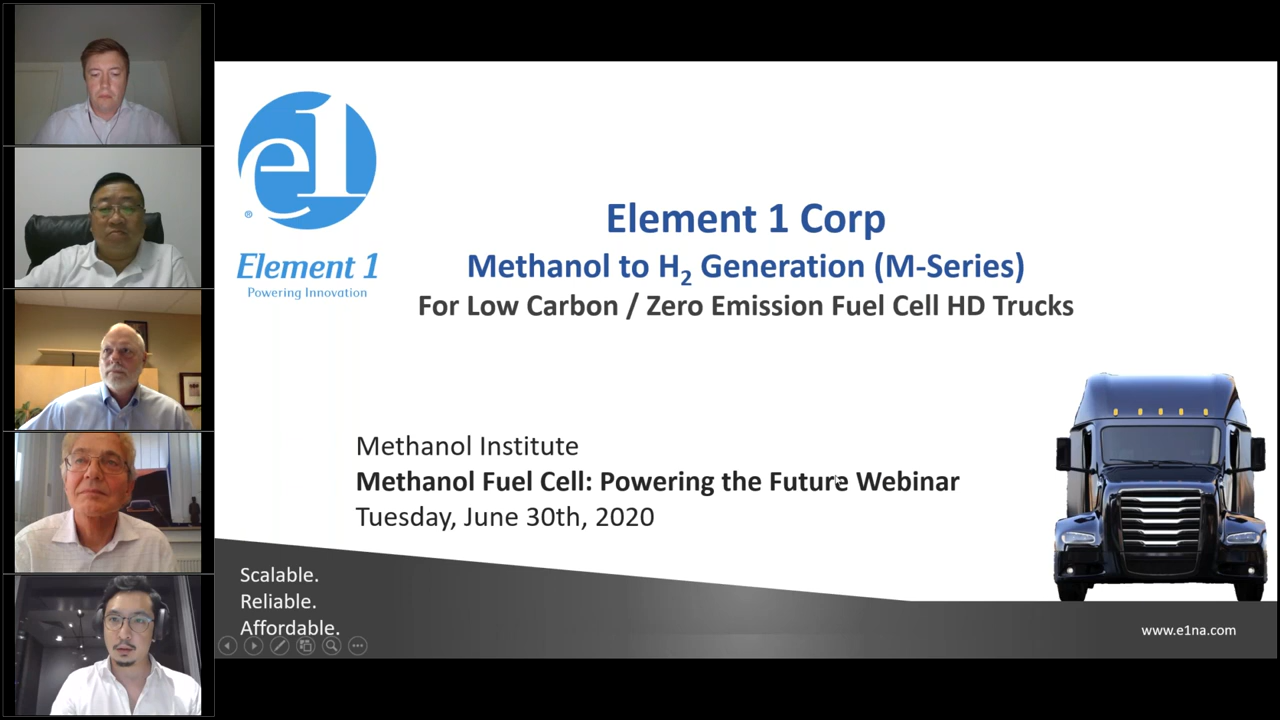 e1
®
Element 1
Powering Innovation
Element 1 Corp
Methanol to H₂ Generation (M-Series)
For Low Carbon / Zero Emission Fuel Cell HD Trucks
Methanol Institute
Methanol Fuel Cell: Powering the Future Webinar
Tuesday, June 30th, 2020
Scalable.
Reliable.
Affordable.
www.e1na.com